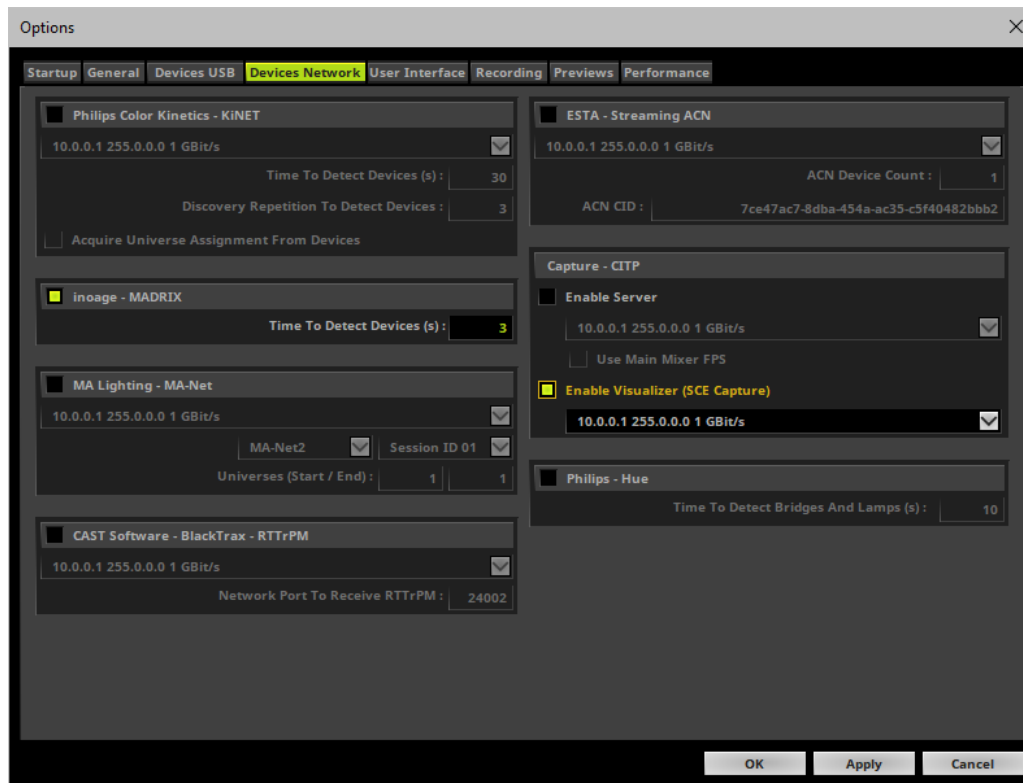 Options
Startup General Devices USB Devices Network User Interface Recording Previews Performance
Philips Color Kinetics - KiNET
10.0.0.1 255.0.0.0 1 GBit/s
Time To Detect Devices (s) : 30
Discovery Repetition To Detect Devices : 3
Acquire Universe Assignment From Devices
inoage - MADRIX
Time To Detect Devices (s) : 3
MA Lighting - MA-Net
10.0.0.1 255.0.0.0 1 GBit/s
MA-Net2 Session ID 01
Universes (Start / End) : 1 1
CAST Software - BlackTrax - RTTrPM
10.0.0.1 255.0.0.0 1 GBit/s
Network Port To Receive RTTrPM : 24002
ESTA - Streaming ACN
10.0.0.1 255.0.0.0 1 GBit/s
ACN Device Count : 1
ACN CID : 7ce47ac7-8dba-454a-ac35-c5f40482bbb2
Capture - CITP
Enable Server
10.0.0.1 255.0.0.0 1 GBit/s
Use Main Mixer FPS
Enable Visualizer (SCE Capture)
10.0.0.1 255.0.0.0 1 GBit/s
Philips - Hue
Time To Detect Bridges And Lamps (s) : 10
OK Apply Cancel